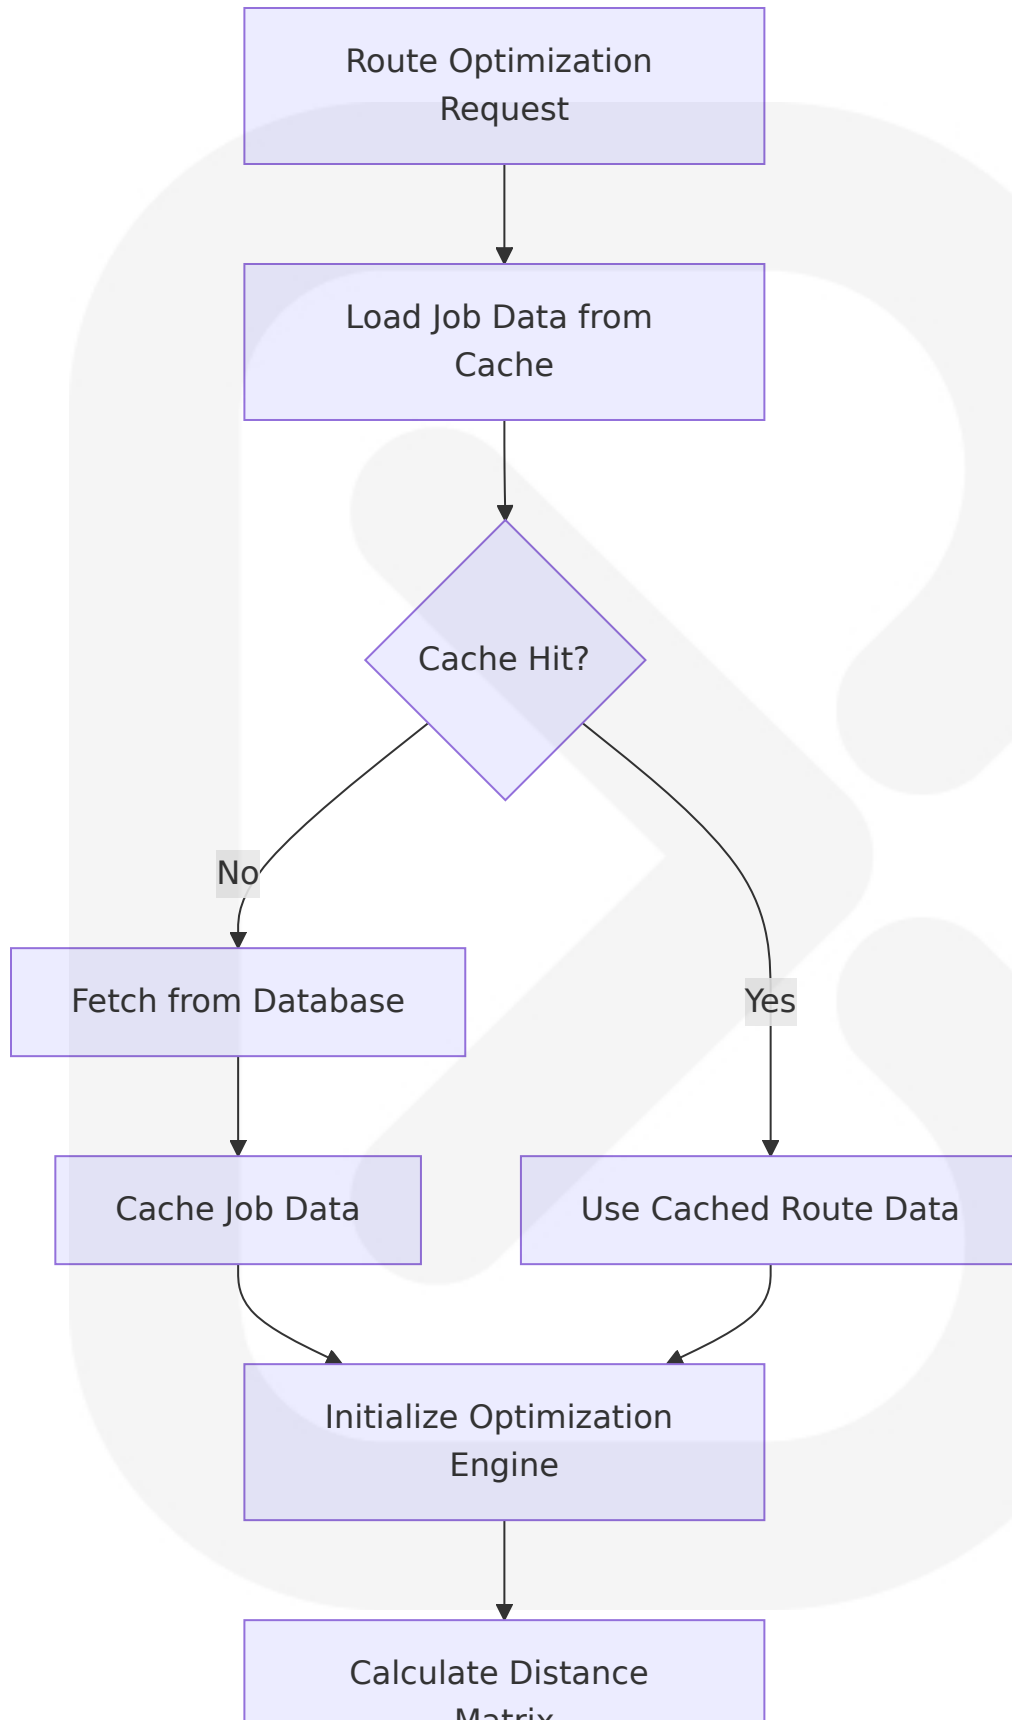 Route Optimization
Request
Load Job Data from
Cache
Cache Hit?
No
Fetch from Database
Yes
Cache Job Data
Use Cached Route Data
Initialize Optimization
Engine
Calculate Distance
Matrix